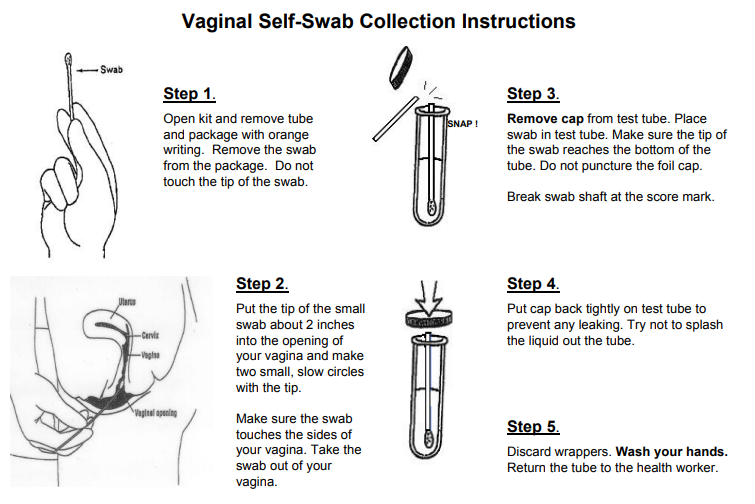 Vaginal Self-Swab Collection Instructions
Swab
Step 1.
Open kit and remove tube
and package with orange
writing. Remove the swab
from the package. Do not
touch the tip of the swab.
Uterus
Cervix
Vagina
Vaginal opening
Step 2.
Put the tip of the small
swab about 2 inches
into the opening of
your vagina and make
two small, slow circles
with the tip.
Make sure the swab
touches the sides of
your vagina. Take the
swab out of your
vagina.
SNAP !
Step 3.
Remove cap from test tube. Place
swab in test tube. Make sure the tip of
the swab reaches the bottom of the
tube. Do not puncture the foil cap.
Break swab shaft at the score mark.
Step 4.
Put cap back tightly on test tube to
prevent any leaking. Try not to splash
the liquid out the tube.
Step 5.
Discard wrappers. Wash your hands.
Return the tube to the health worker.